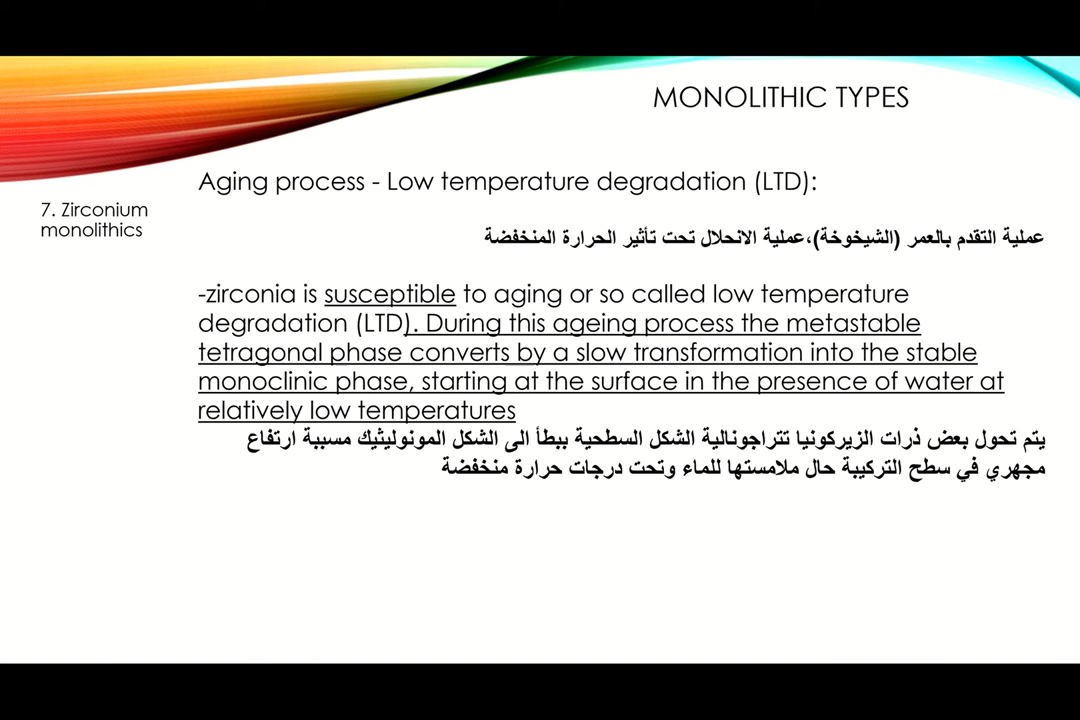 MONOLITHIC TYPES
Aging process - Low temperature degradation (LTD):
7. Zirconium
monolithics
عملية التقدم بالعمر (الشيخوخة)،عملية الانحلال تحت تأثير الحرارة المنخفضة
-zirconia is susceptible to aging or so called low temperature
degradation (LTD). During this ageing process the metastable
tetragonal phase converts by a slow transformation into the stable
monoclinic phase, starting at the surface in the presence of water at
relatively low temperatures
يتم تحول بعض ذرات الزيركونيا تتراجونالية الشكل السطحية ببطأ الى الشكل المونوليثيك مسببة ارتفاع
مجهري في سطح التركيبة حال ملامستها للماء وتحت درجات حرارة منخفضة